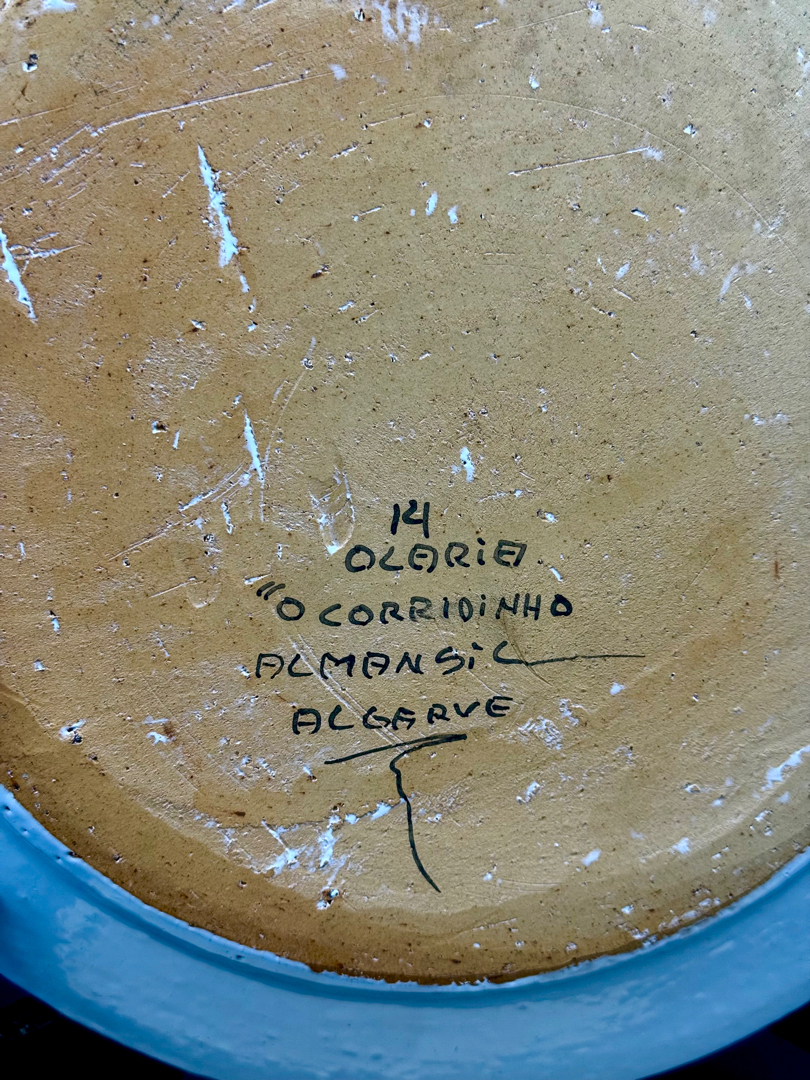 14
OLARIA
"O CORRIDINHO
ALMANSIL
ALGARVE